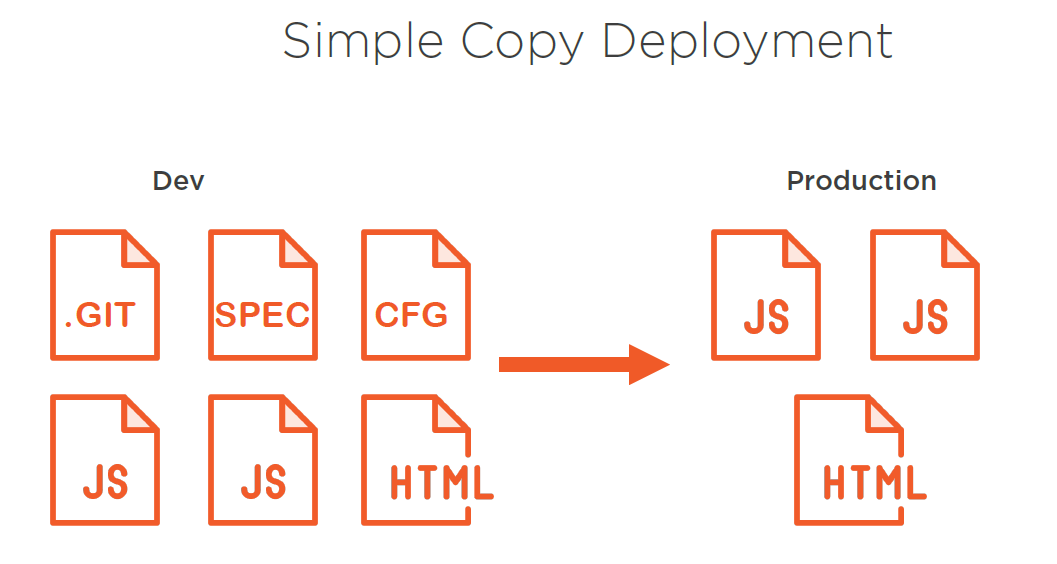 Simple Copy Deployment
Dev
Production
.GIT
SPEC
CFG
JS
JS
JS
JS
HTML
HTML